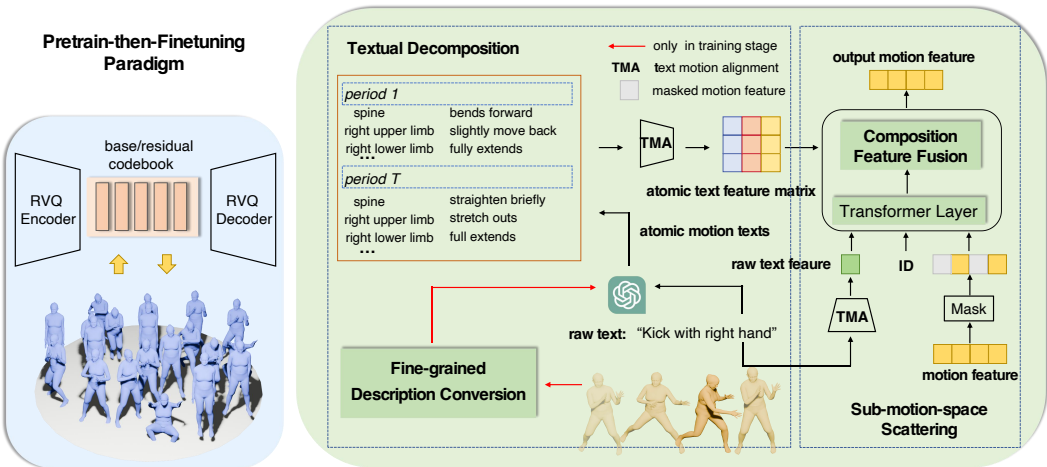 Pretrain-then-Finetuning
Paradigm
base/residual
codebook
RVQ
Encoder
RVQ
Decoder
Textual Decomposition
only in training stage
TMA text motion alignment
masked motion feature
period 1
spine bends forward
right upper limb slightly move back
right lower limb fully extends
...
period T
spine straighten briefly
right upper limb stretch outs
right lower limb full extends
...
TMA
atomic text feature matrix
atomic motion texts
raw text: “Kick with right hand”
Fine-grained
Description Conversion
output motion feature
Composition
Feature Fusion
Transformer Layer
raw text feaure
ID
TMA
Mask
motion feature
Sub-motion-space
Scattering